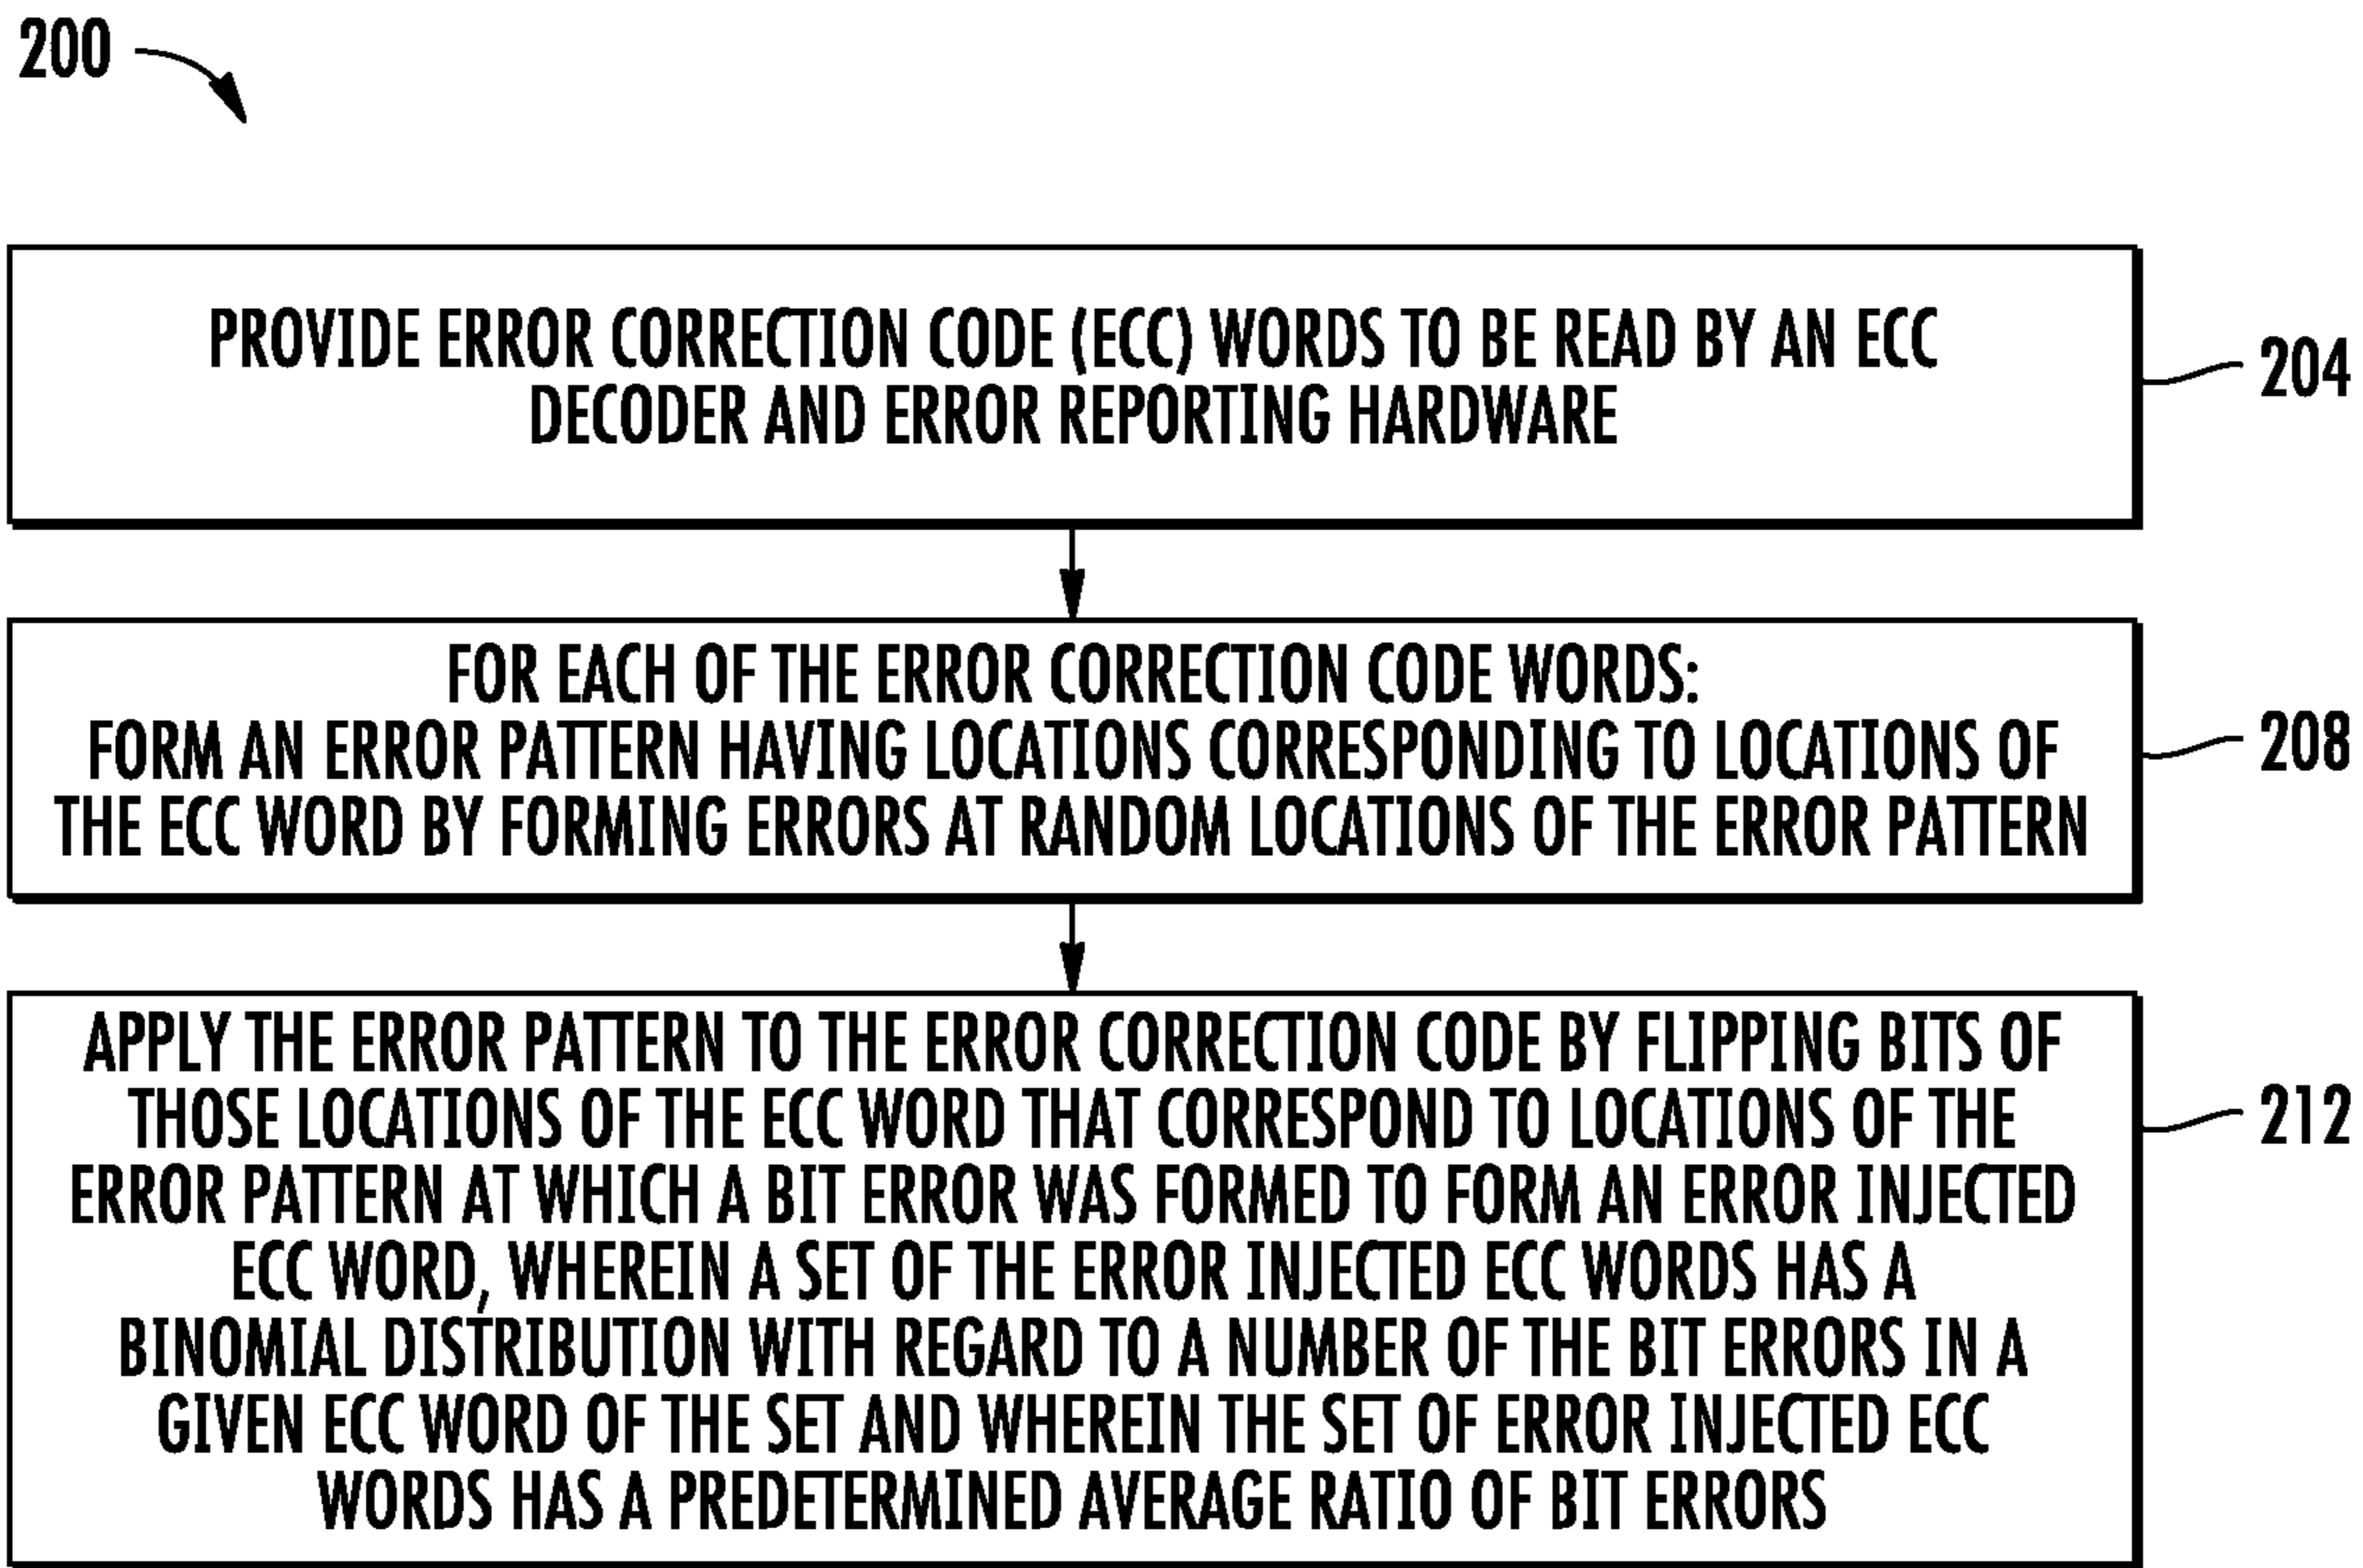 200
PROVIDE ERROR CORRECTION CODE (ECC) WORDS TO BE READ BY AN ECC
DECODER AND ERROR REPORTING HARDWARE
204
FOR EACH OF THE ERROR CORRECTION CODE WORDS:
FORM AN ERROR PATTERN HAVING LOCATIONS CORRESPONDING TO LOCATIONS OF
THE ECC WORD BY FORMING ERRORS AT RANDOM LOCATIONS OF THE ERROR PATTERN
208
APPLY THE ERROR PATTERN TO THE ERROR CORRECTION CODE BY FLIPPING BITS OF
THOSE LOCATIONS OF THE ECC WORD THAT CORRESPOND TO LOCATIONS OF THE
ERROR PATTERN AT WHICH A BIT ERROR WAS FORMED TO FORM AN ERROR INJECTED
ECC WORD, WHEREIN A SET OF THE ERROR INJECTED ECC WORDS HAS A
BINOMIAL DISTRIBUTION WITH REGARD TO A NUMBER OF THE BIT ERRORS IN A
GIVEN ECC WORD OF THE SET AND WHEREIN THE SET OF ERROR INJECTED ECC
WORDS HAS A PREDETERMINED AVERAGE RATIO OF BIT ERRORS
212